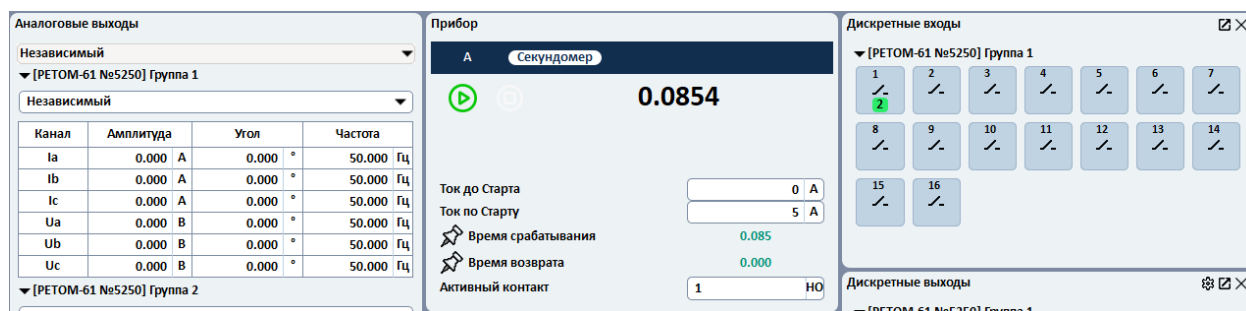 Аналоговые выходы
Независимый
[РЕТОМ-61 №5250] Группа 1
Независимый
Канал Амплитуда Угол Частота
Ia 0.000 А 0.000 ° 50.000 Гц
Ib 0.000 А 0.000 ° 50.000 Гц
Ic 0.000 А 0.000 ° 50.000 Гц
Ua 0.000 В 0.000 ° 50.000 Гц
Ub 0.000 В 0.000 ° 50.000 Гц
Uc 0.000 В 0.000 ° 50.000 Гц
[РЕТОМ-61 №5250] Группа 2
Прибор
А Секундомер
0.0854
Ток до Старта 0 А
Ток по Старту 5 А
Время срабатывания 0.085
Время возврата 0.000
Активный контакт 1 НО
Дискретные входы
[РЕТОМ-61 №5250] Группа 1
1 2 3 4 5 6 7
2
8 9 10 11 12 13 14
15 16
Дискретные выходы
[РЕТОМ-61 №5250] Группа 1